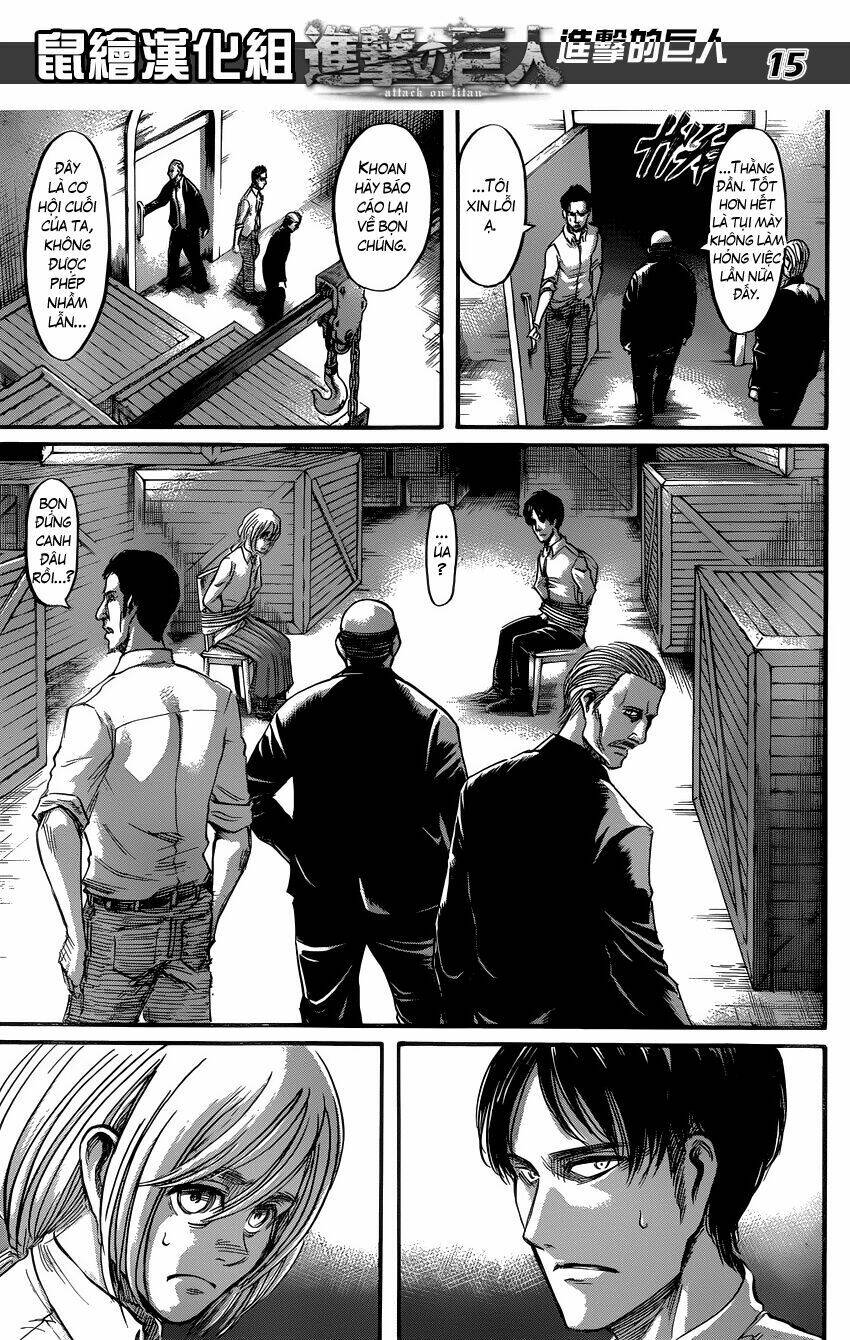 鼠繪漢化組
進撃の巨人
attack on titan
進撃的巨人
15
...THẰNG
ĐẦN. TỐT
HƠN HẾT
LÀ TỤI MÀY
KHÔNG LÀM
HỎNG VIỆC
LẦN NỮA
ĐẤY.
...TÔI
XIN LỖI
Ạ.
KHOAN
HÃY BÁO
CÁO LẠI
VỀ BỌN
CHÚNG.
ĐÂY
LÀ CƠ
HỘI CUỐI
CỦA TA,
KHÔNG
ĐƯỢC
PHÉP
NHẦM
LẪN...
...ỦA
?
BỌN
ĐỨNG
CANH
ĐÂU
RỒI...?